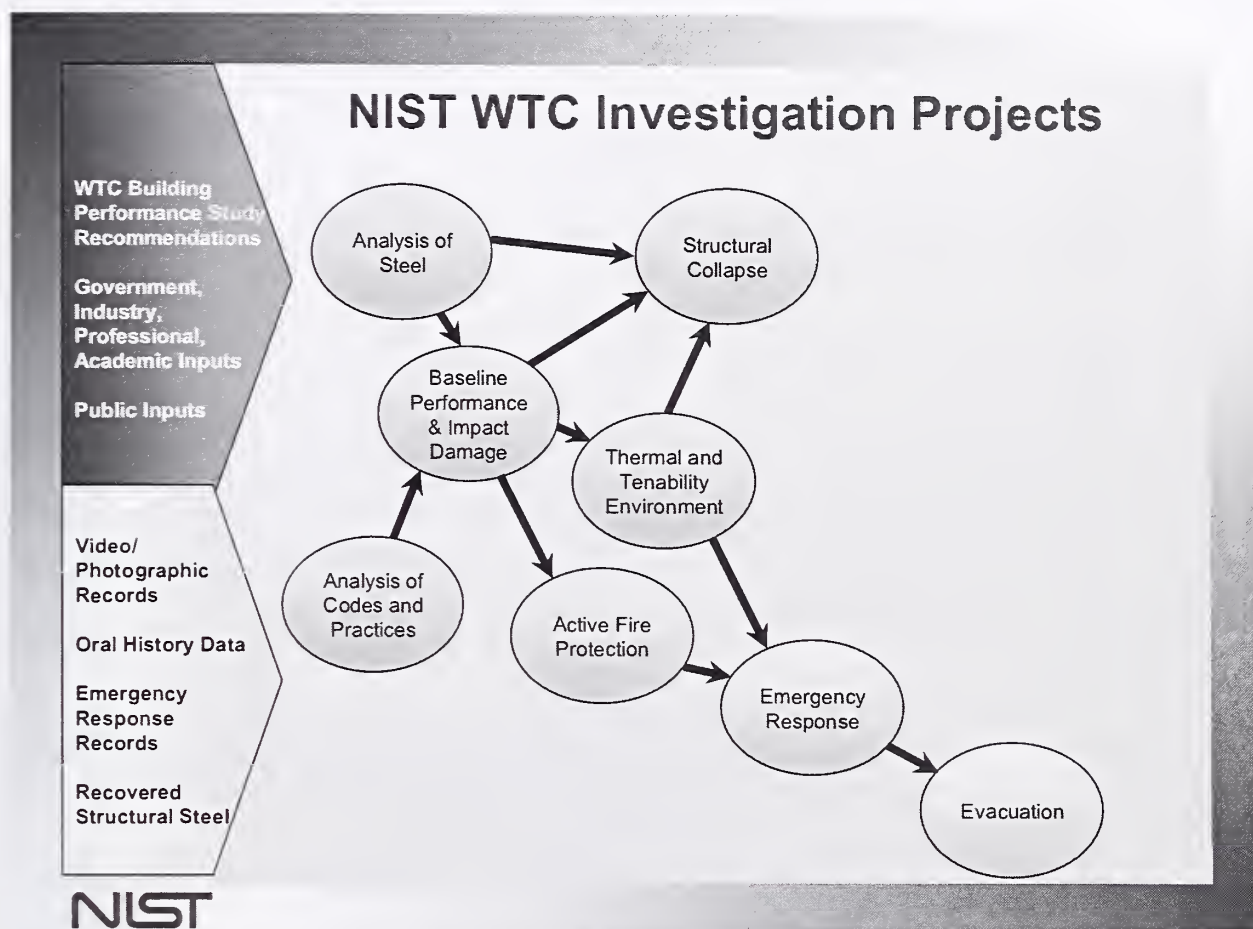 NIST WTC Investigation Projects
WTC Building
Performance Study
Recommendations
Government,
Industry,
Professional,
Academic Inputs
Public Inputs
Video/
Photographic
Records
Oral History Data
Emergency
Response
Records
Recovered
Structural Steel
Analysis of
Steel
Structural
Collapse
Baseline
Performance
& Impact
Damage
Thermal and
Tenability
Environment
Analysis of
Codes and
Practices
Active Fire
Protection
Emergency
Response
Evacuation
NIST